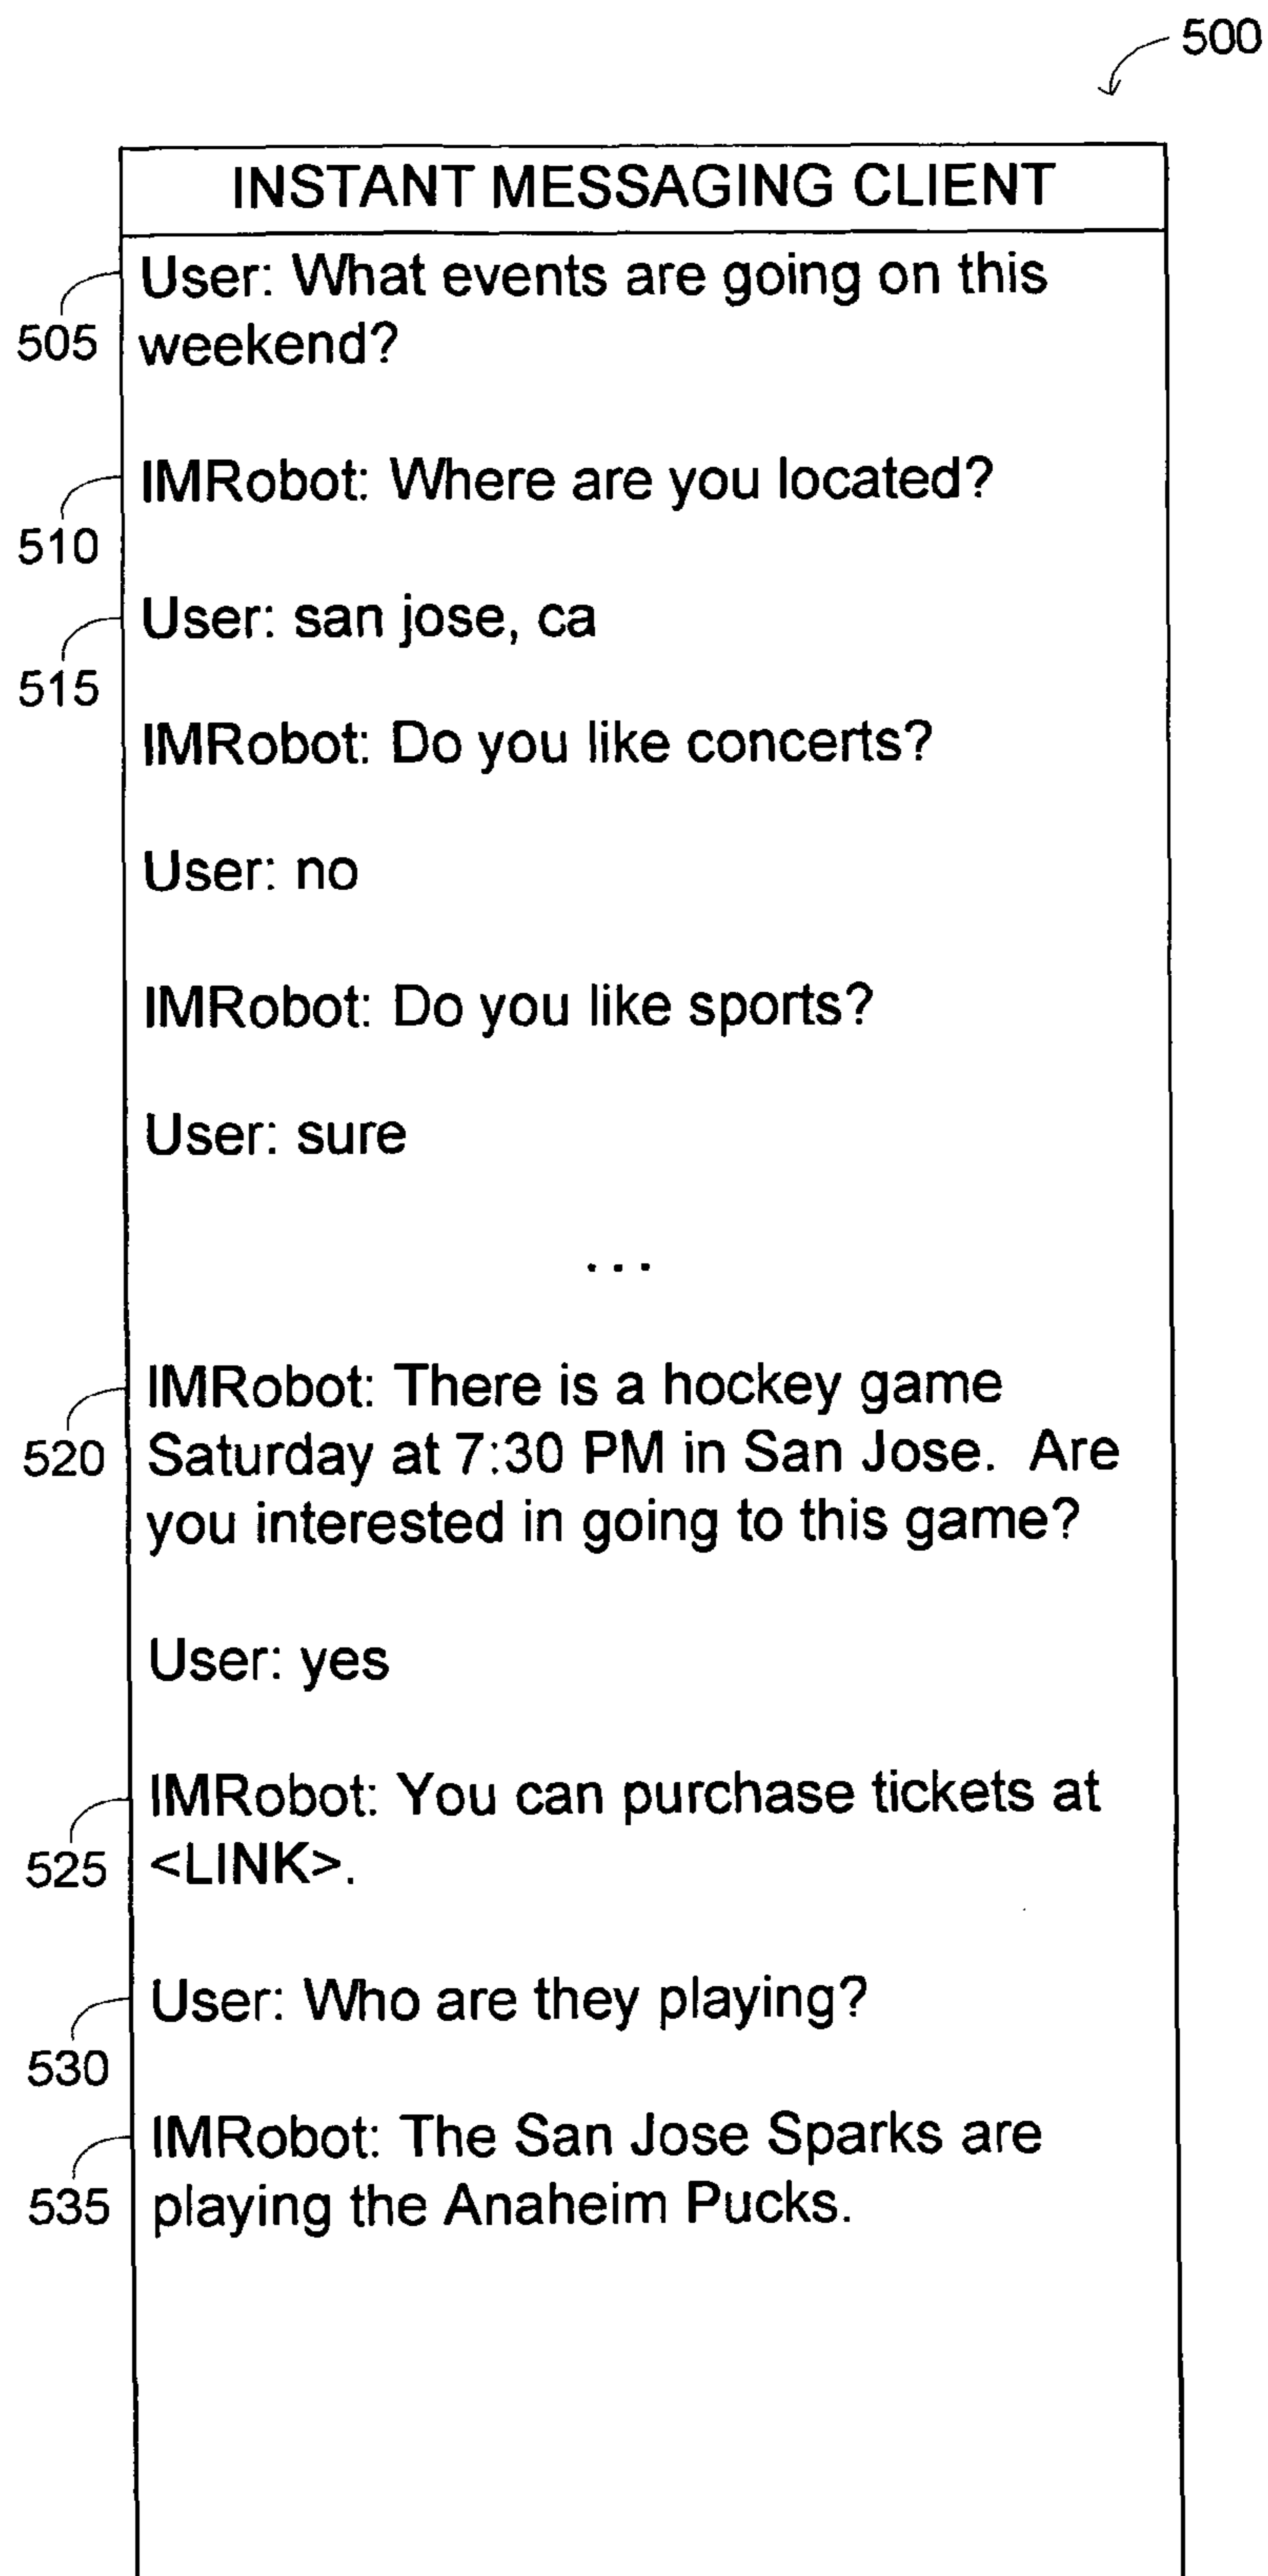 500
INSTANT MESSAGING CLIENT
User: What events are going on this
505 weekend?
IMRobot: Where are you located?
510
User: san jose, ca
515
IMRobot: Do you like concerts?
User: no
IMRobot: Do you like sports?
User: sure
...
IMRobot: There is a hockey game
520 Saturday at 7:30 PM in San Jose. Are
you interested in going to this game?
User: yes
IMRobot: You can purchase tickets at
525 <LINK>.
User: Who are they playing?
530
IMRobot: The San Jose Sparks are
535 playing the Anaheim Pucks.